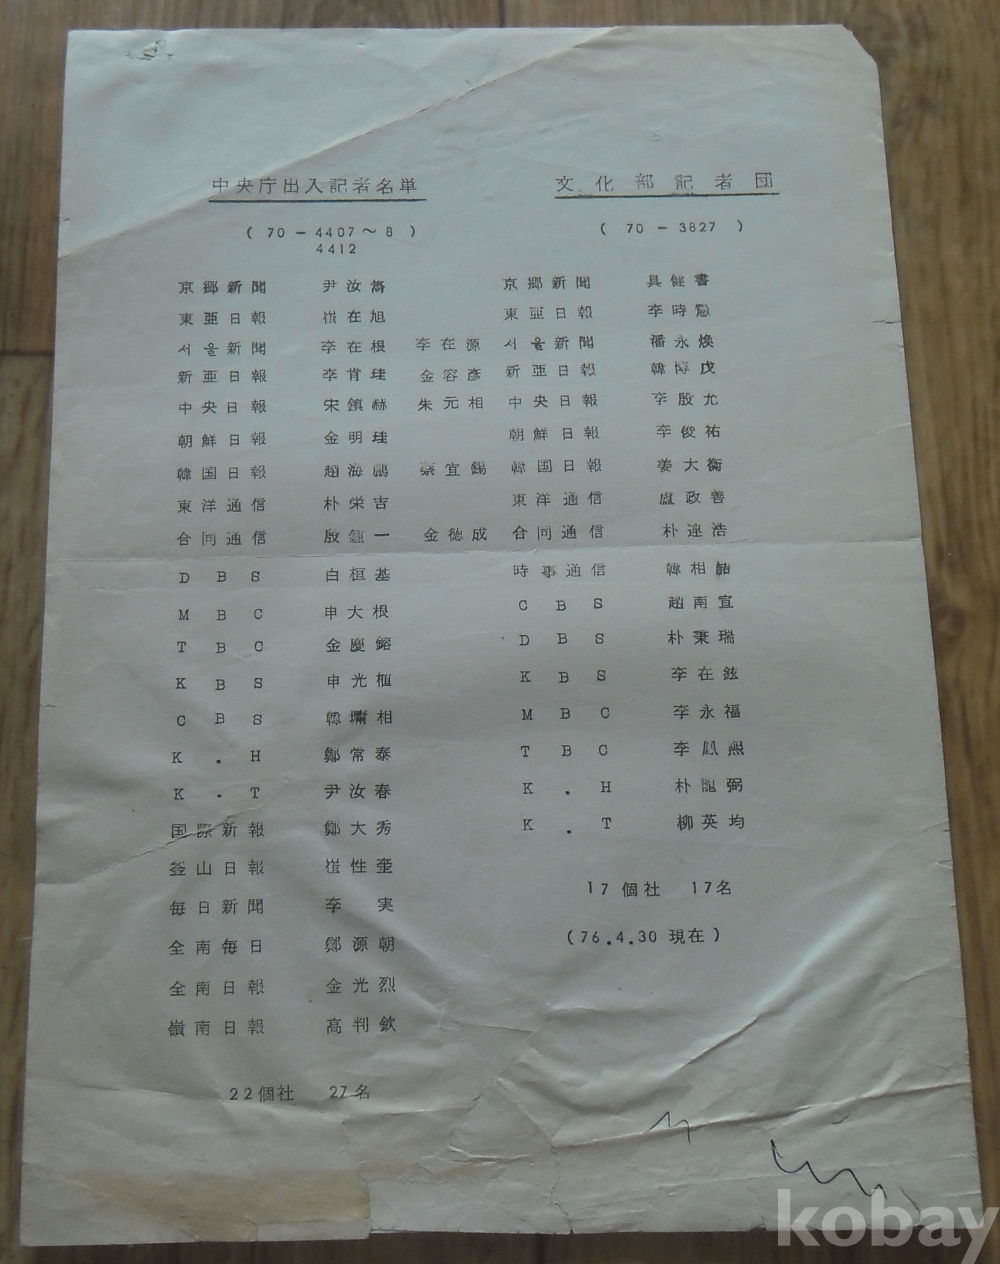 中央庁出入記者名単
( 70 - 4407～8 )
4412
京郷新聞 尹汝
東亜日報 崔在旭
서울新聞 李在根 李在源
新亜日報 李肯珪 金容彦
中央日報 宋鎮赫 朱元相
朝鮮日報 金明珪
韓国日報 趙海鵬 蔡宜錫
東洋通信 朴栄吉
合同通信 一 金徳成
D B S 白桓基
M B C 申大根
T B C 金慶
K B S 申光植
C B S 韓墉相
K . H 鄭常泰
K . T 尹汝春
国際新報 鄭大秀
釜山日報 崔性奎
毎日新聞 李 実
全南毎日 鄭源朝
全南日報 金光烈
嶺南日報 高判欽
22個社 27名
文化部記者団
( 70 - 3827 )
京郷新聞 具健書
東亜日報 李時
서울新聞 潘永煥
新亜日報 韓博戊
中央日報 李殷允
朝鮮日報 李俊祐
韓国日報 姜大衡
東洋通信 盧政善
合同通信 朴連浩
時事通信 韓相
C B S 趙南宣
D B S 朴秉瑞
K B S 李在鉉
M B C 李永福
T B C 李鳳熙
K . H 朴龍弼
K . T 柳英均
17個社 17名
(76.4.30 現在)
kobay